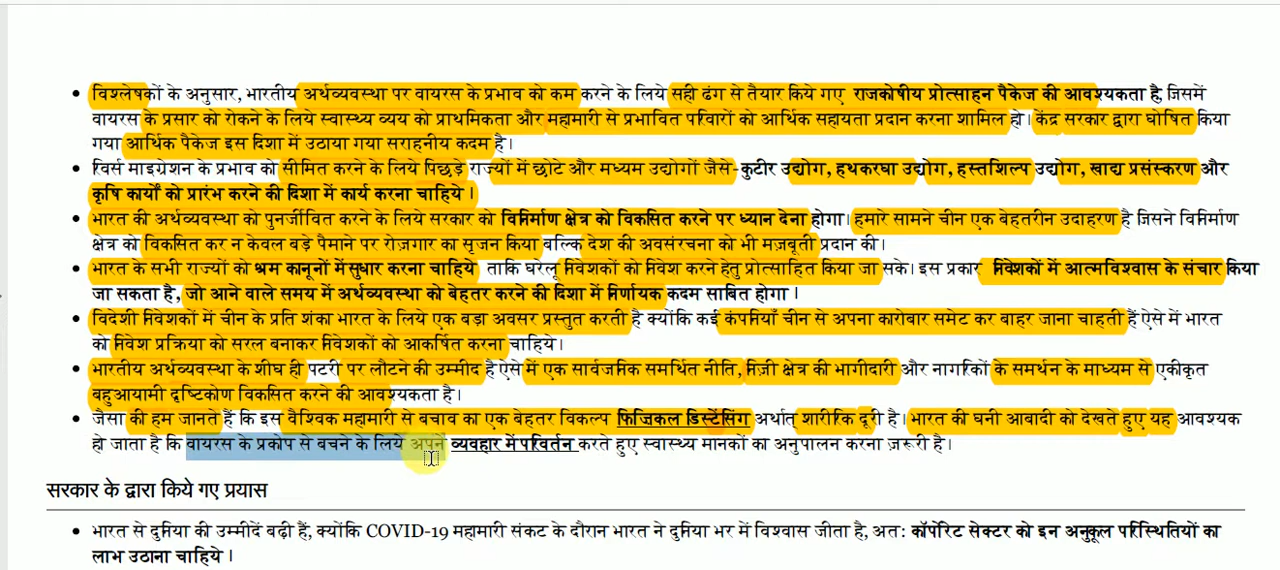 विश्लेषकों के अनुसार, भारतीय अर्थव्यवस्था पर वायरस के प्रभाव को कम करने के लिये सही ढंग से तैयार किये गए राजकोषीय प्रोत्साहन पैकेज की आवश्यकता है, जिसमें
वायरस के प्रसार को रोकने के लिये स्वास्थ्य व्यय को प्राथमिकता और महामारी से प्रभावित परिवारों को आर्थिक सहायता प्रदान करना शामिल हो। केंद्र सरकार द्वारा घोषित किया
गया आर्थिक पैकेज इस दिशा में उठाया गया सराहनीय कदम है।
रिवर्स माइग्रेशन के प्रभाव को सीमित करने के लिये पिछड़े राज्यों में छोटे और मध्यम उद्योगों जैसे- कुटीर उद्योग, हथकरघा उद्योग, हस्तशिल्प उद्योग, खाद्य प्रसंस्करण और
कृषि कार्यों को प्रारंभ करने की दिशा में कार्य करना चाहिये ।
भारत की अर्थव्यवस्था को पुनर्जीवित करने के लिये सरकार को विनिर्माण क्षेत्र को विकसित करने पर ध्यान देना होगा। हमारे सामने चीन एक बेहतरीन उदाहरण है जिसने विनिर्माण
क्षेत्र को विकसित कर न केवल बड़े पैमाने पर रोज़गार का सृजन किया बल्कि देश की अवसंरचना को भी मज़बूती प्रदान की।
भारत के सभी राज्यों को श्रम कानूनों में सुधार करना चाहिये ताकि घरेलू निवेशकों को निवेश करने हेतु प्रोत्साहित किया जा सके। इस प्रकार निवेशकों में आत्मविश्वास के संचार किया
जा सकता है, जो आने वाले समय में अर्थव्यवस्था को बेहतर करने की दिशा में निर्णायक कदम साबित होगा ।
विदेशी निवेशकों में चीन के प्रति शंका भारत के लिये एक बड़ा अवसर प्रस्तुत करती है क्योंकि कई कंपनियाँ चीन से अपना कारोबार समेट कर बाहर जाना चाहती हैं ऐसे में भारत
को निवेश प्रक्रिया को सरल बनाकर निवेशकों को आकर्षित करना चाहिये।
भारतीय अर्थव्यवस्था के शीघ्र ही पटरी पर लौटने की उम्मीद है ऐसे में एक सार्वजनिक समर्थित नीति, निज़ी क्षेत्र की भागीदारी और नागरिकों के समर्थन के माध्यम से एकीकृत
बहुआयामी दृष्टिकोण विकसित करने की आवश्यकता है।
जैसा की हम जानते हैं कि इस वैश्विक महामारी से बचाव का एक बेहतर विकल्प फिजिकल डिस्टेंसिंग अर्थात् शारीरिक दूरी है। भारत की घनी आबादी को देखते हुए यह आवश्यक
हो जाता है कि वायरस के प्रकोप से बचने के लिये अपने व्यवहार में परिवर्तन करते हुए स्वास्थ्य मानकों का अनुपालन करना ज़रूरी है।
सरकार के द्वारा किये गए प्रयास
भारत से दुनिया की उम्मीदें बढ़ी हैं, क्योंकि COVID-19 महामारी संकट के दौरान भारत ने दुनिया भर में विश्वास जीता है, अत: कॉर्पोरेट सेक्टर को इन अनुकूल परिस्थितियों का
लाभ उठाना चाहिये ।